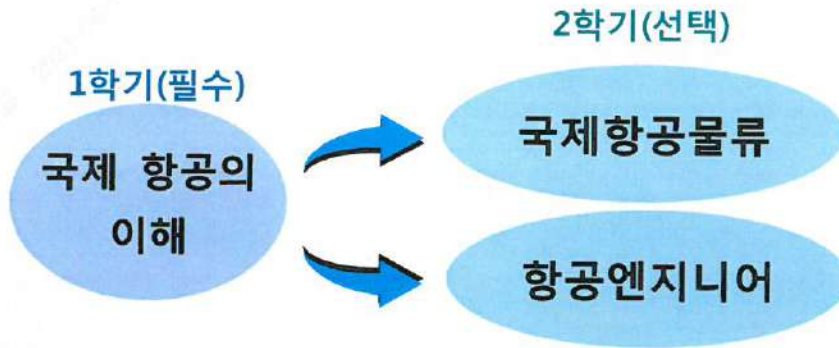 2학기(선택)
1학기(필수)
국제항공물류
국제 항공의
이해
항공엔지니어